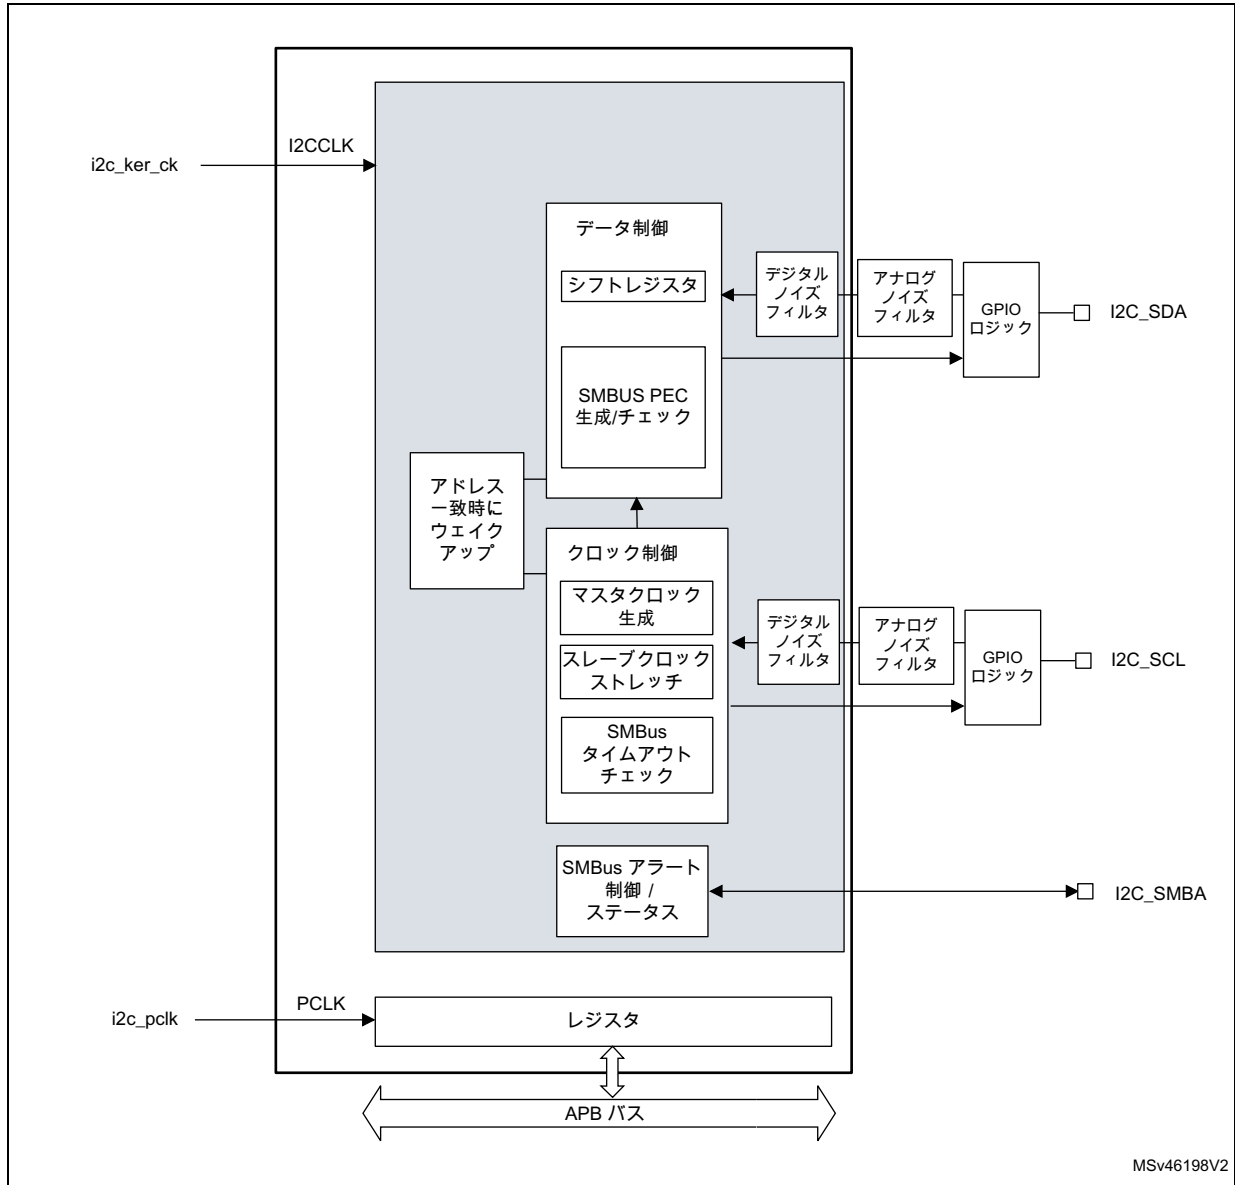 I2CCLK
i2c_ker_ck
データ制御
シフトレジスタ
SMBUS PEC
生成/チェック
デジタル
ノイズ
フィルタ
アナログ
ノイズ
フィルタ
GPIO
ロジック
I2C_SDA
アドレス
一致時に
ウェイク
アップ
クロック制御
マスタクロック
生成
スレーブクロック
ストレッチ
SMBus
タイムアウト
チェック
デジタル
ノイズ
フィルタ
アナログ
ノイズ
フィルタ
GPIO
ロジック
I2C_SCL
SMBus アラート
制御 /
ステータス
I2C_SMBA
PCLK
i2c_pclk
レジスタ
APB バス
MSv46198V2